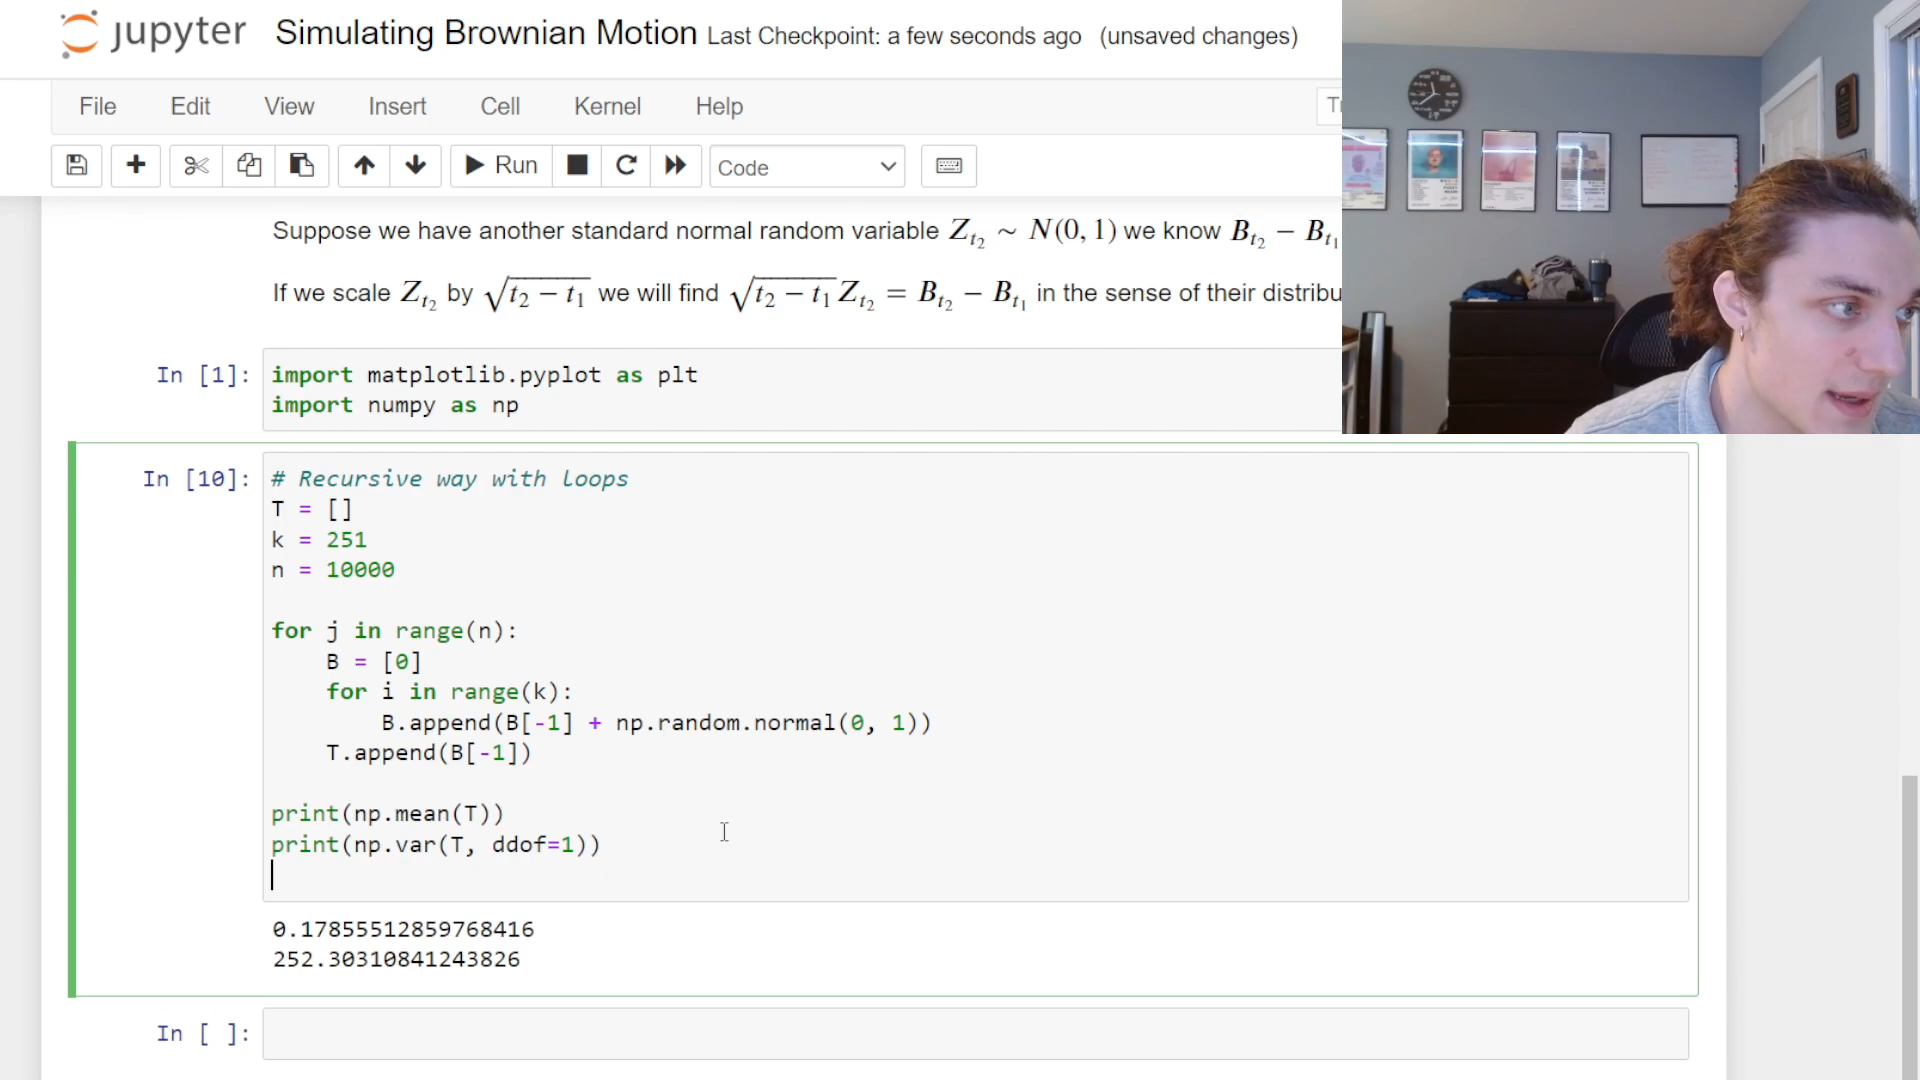 jupyter Simulating Brownian Motion Last Checkpoint: a few seconds ago (unsaved changes)
File Edit View Insert Cell Kernel Help
Run Code
Suppose we have another standard normal random variable Z_{t_2} ∼ N(0, 1) we know B_{t_2} − B_{t_1}
If we scale Z_{t_2} by √(t_2 − t_1) we will find √(t_2 − t_1) Z_{t_2} = B_{t_2} − B_{t_1} in the sense of their distribu
In [1]: import matplotlib.pyplot as plt
import numpy as np
In [10]: # Recursive way with loops
T = []
k = 251
n = 10000
for j in range(n):
    B = [0]
    for i in range(k):
        B.append(B[-1] + np.random.normal(0, 1))
    T.append(B[-1])
print(np.mean(T))
print(np.var(T, ddof=1))
0.17855512859768416
252.30310841243826
In [ ]: